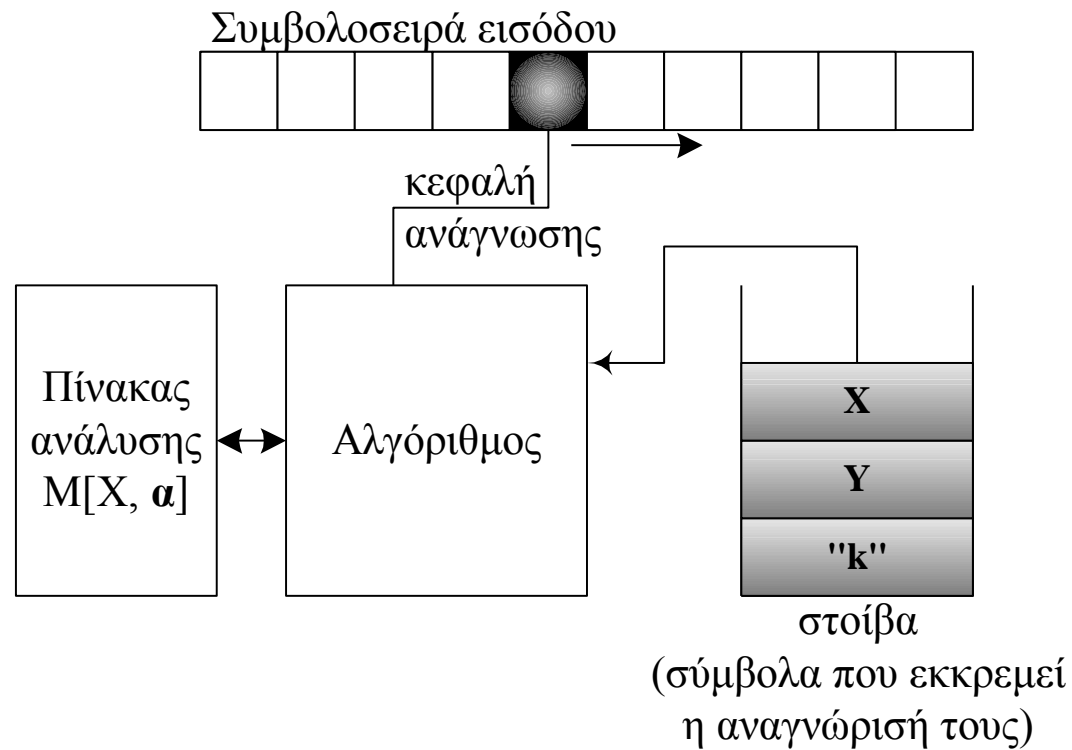 Συμβολοσειρά εισόδου
κεφαλή
ανάγνωσης
Πίνακας
ανάλυσης
M[X, α]
Αλγόριθμος
X
Y
"k"
στοίβα
(σύμβολα που εκκρεμεί
η αναγνώρισή τους)